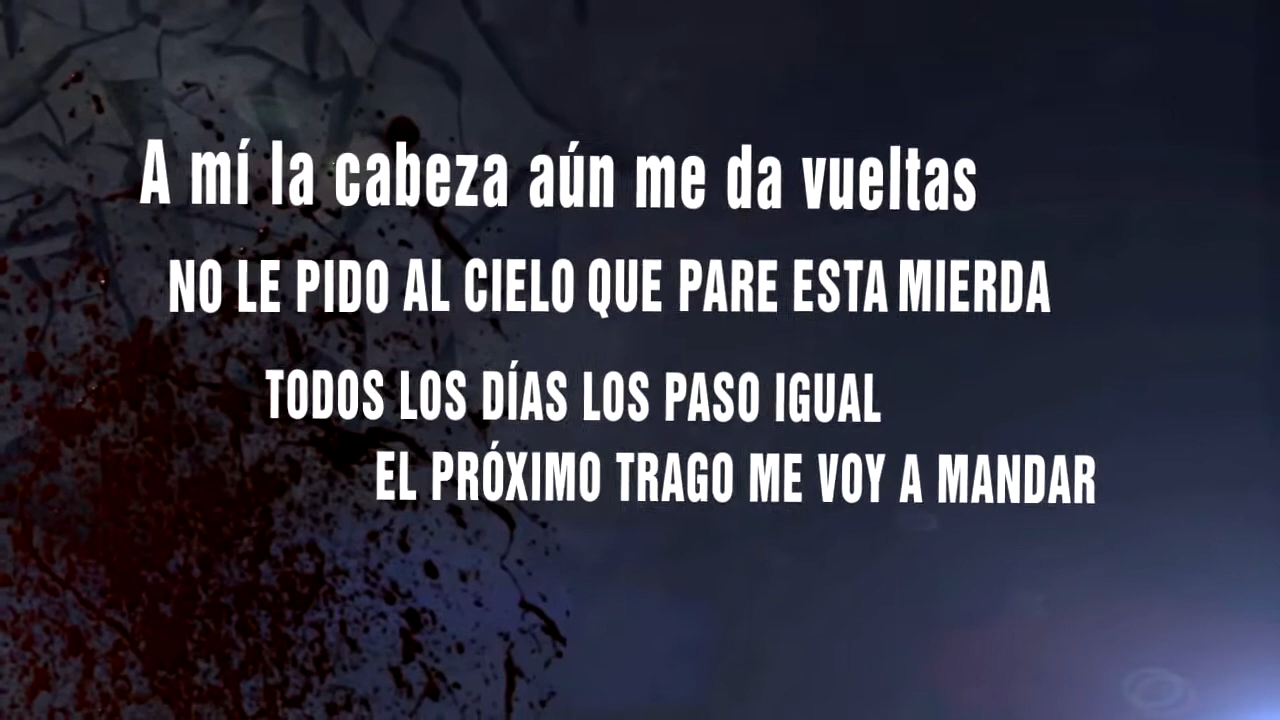 A mí la cabeza aún me da vueltas
NO LE PIDO AL CIELO QUE PARE ESTA MIERDA
TODOS LOS DÍAS LOS PASO IGUAL
EL PRÓXIMO TRAGO ME VOY A MANDAR